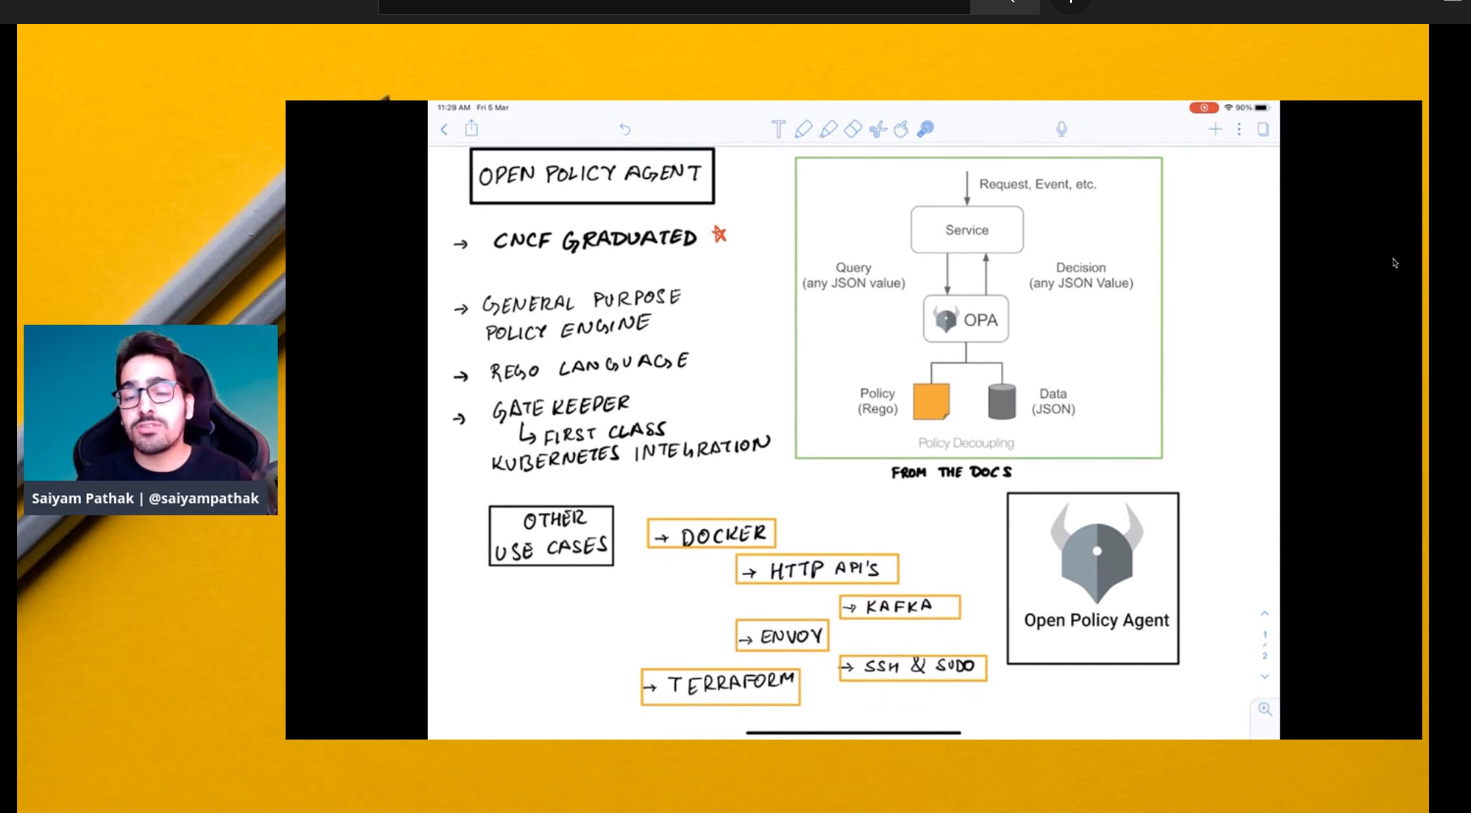 11:29 AM Fri 5 Mar
90%
OPEN POLICY AGENT
→ CNCF GRADUATED
→ GENERAL PURPOSE
POLICY ENGINE
→ REGO LANGUAGE
→ GATE KEEPER
↳ FIRST CLASS
KUBERNETES INTEGRATION
Request, Event, etc.
Service
Query
(any JSON value)
Decision
(any JSON Value)
OPA
Policy
(Rego)
Data
(JSON)
Policy Decoupling
FROM THE DOCS
Saiyam Pathak | @saiyampathak
OTHER
USE CASES
→ DOCKER
→ HTTP API'S
→ KAFKA
→ ENVOY
→ SSH & SUDO
→ TERRAFORM
Open Policy Agent
1
/
2